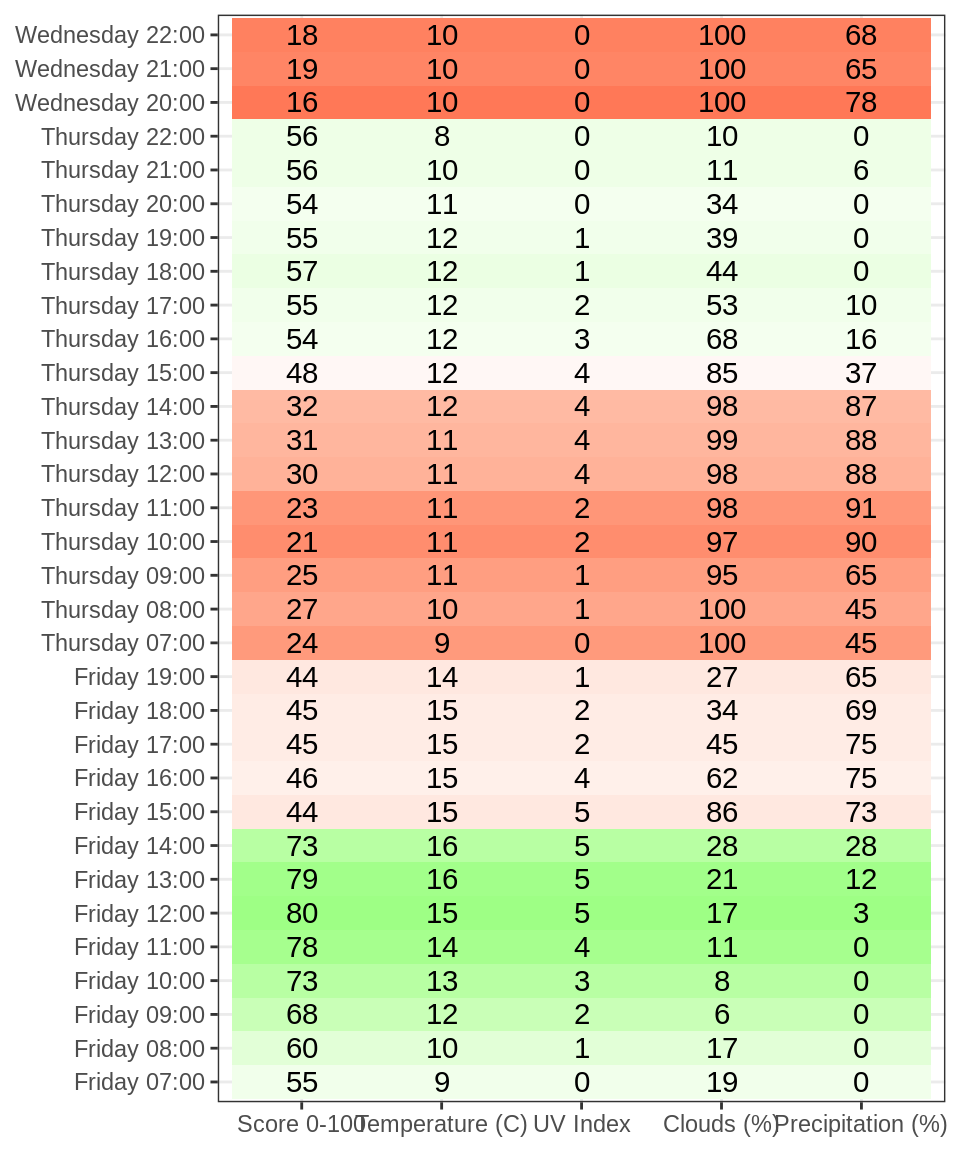 Wednesday 22:00 18 10 0 100 68
Wednesday 21:00 19 10 0 100 65
Wednesday 20:00 16 10 0 100 78
Thursday 22:00 56 8 0 10 0
Thursday 21:00 56 10 0 11 6
Thursday 20:00 54 11 0 34 0
Thursday 19:00 55 12 1 39 0
Thursday 18:00 57 12 1 44 0
Thursday 17:00 55 12 2 53 10
Thursday 16:00 54 12 3 68 16
Thursday 15:00 48 12 4 85 37
Thursday 14:00 32 12 4 98 87
Thursday 13:00 31 11 4 99 88
Thursday 12:00 30 11 4 98 88
Thursday 11:00 23 11 2 98 91
Thursday 10:00 21 11 2 97 90
Thursday 09:00 25 11 1 95 65
Thursday 08:00 27 10 1 100 45
Thursday 07:00 24 9 0 100 45
Friday 19:00 44 14 1 27 65
Friday 18:00 45 15 2 34 69
Friday 17:00 45 15 2 45 75
Friday 16:00 46 15 4 62 75
Friday 15:00 44 15 5 86 73
Friday 14:00 73 16 5 28 28
Friday 13:00 79 16 5 21 12
Friday 12:00 80 15 5 17 3
Friday 11:00 78 14 4 11 0
Friday 10:00 73 13 3 8 0
Friday 09:00 68 12 2 6 0
Friday 08:00 60 10 1 17 0
Friday 07:00 55 9 0 19 0
Score 0-100 Temperature (C) UV Index Clouds (%) Precipitation (%)